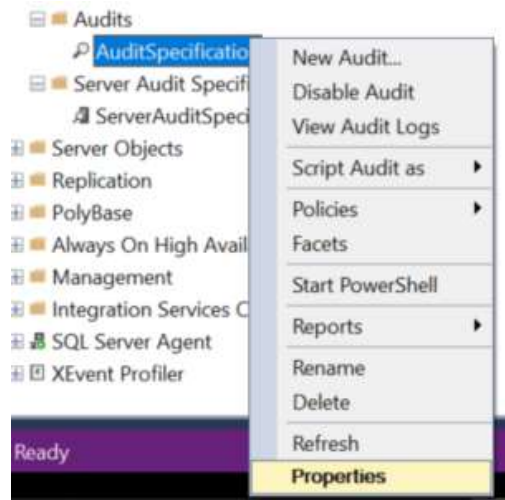 Audits
AuditSpecificatio
Server Audit Specifi
ServerAuditSpeci
Server Objects
Replication
PolyBase
Always On High Avail
Management
Integration Services C
SQL Server Agent
XEvent Profiler
Ready
New Audit...
Disable Audit
View Audit Logs
Script Audit as
Policies
Facets
Start PowerShell
Reports
Rename
Delete
Refresh
Properties